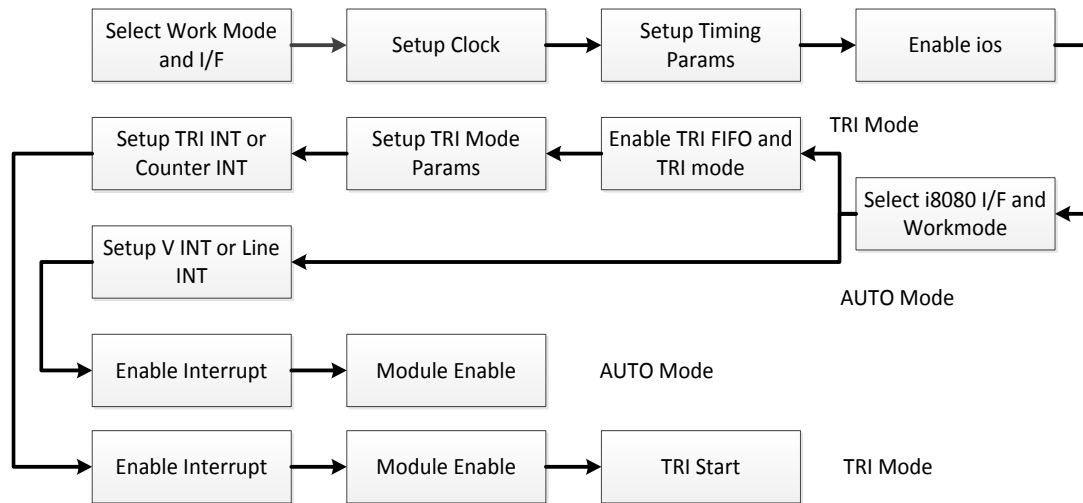 Select Work Mode
and I/F
Setup Clock
Setup Timing
Params
Enable ios
Setup TRI INT or
Counter INT
Setup TRI Mode
Params
Enable TRI FIFO and
TRI mode
TRI Mode
Select i8080 I/F and
Workmode
Setup V INT or Line
INT
AUTO Mode
Enable Interrupt
Module Enable
AUTO Mode
Enable Interrupt
Module Enable
TRI Start
TRI Mode